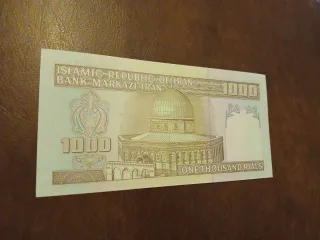 ISLAMIC REPUBLIC OF IRAN
BANK MARKAZI IRAN
1000
1000
ONE THOUSAND RIALS